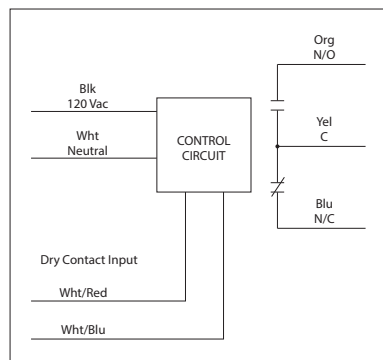 Org
N/O
Blk
120 Vac
Yel
C
Wht
Neutral
CONTROL
CIRCUIT
Blu
N/C
Dry Contact Input
Wht/Red
Wht/Blu